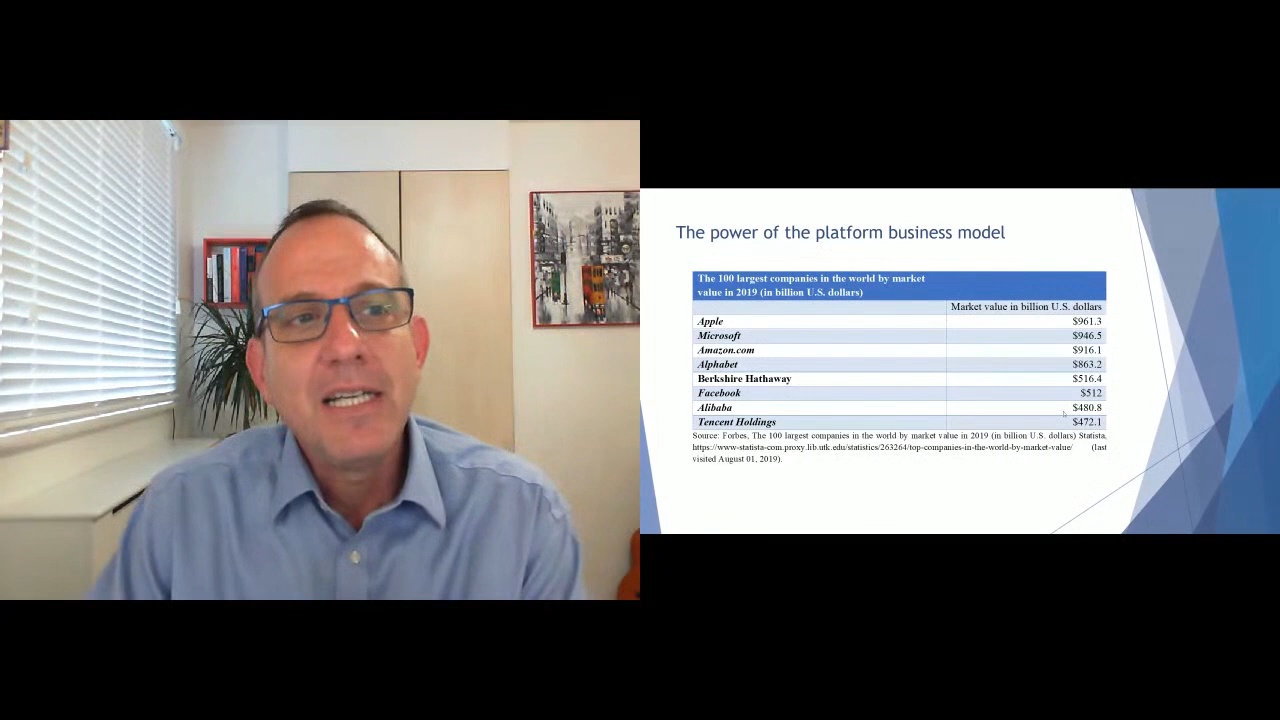 The power of the platform business model
The 100 largest companies in the world by market
value in 2019 (in billion U.S. dollars)
Market value in billion U.S. dollars
Apple $961.3
Microsoft $946.5
Amazon.com $916.1
Alphabet $863.2
Berkshire Hathaway $516.4
Facebook $512
Alibaba $480.8
Tencent Holdings $472.1
Source: Forbes, The 100 largest companies in the world by market value in 2019 (in billion U.S. dollars) Statista,
https://www-statista-com.proxy.lib.utk.edu/statistics/263264/top-companies-in-the-world-by-market-value/ (last
visited August 01, 2019).